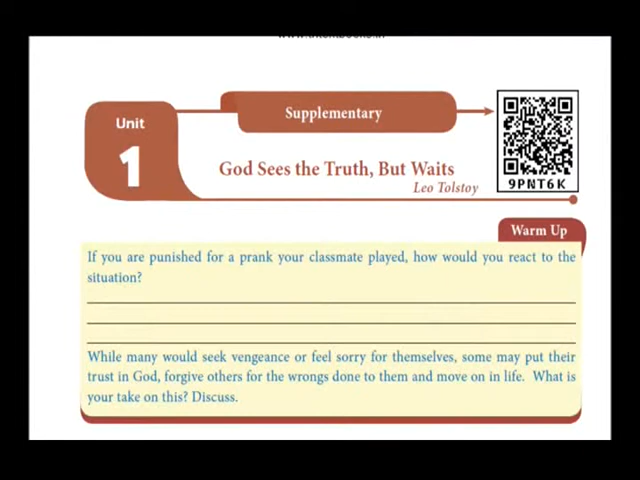 Unit
1
Supplementary
God Sees the Truth, But Waits
Leo Tolstoy
9PNT6K
Warm Up
If you are punished for a prank your classmate played, how would you react to the
situation?
While many would seek vengeance or feel sorry for themselves, some may put their
trust in God, forgive others for the wrongs done to them and move on in life. What is
your take on this? Discuss.